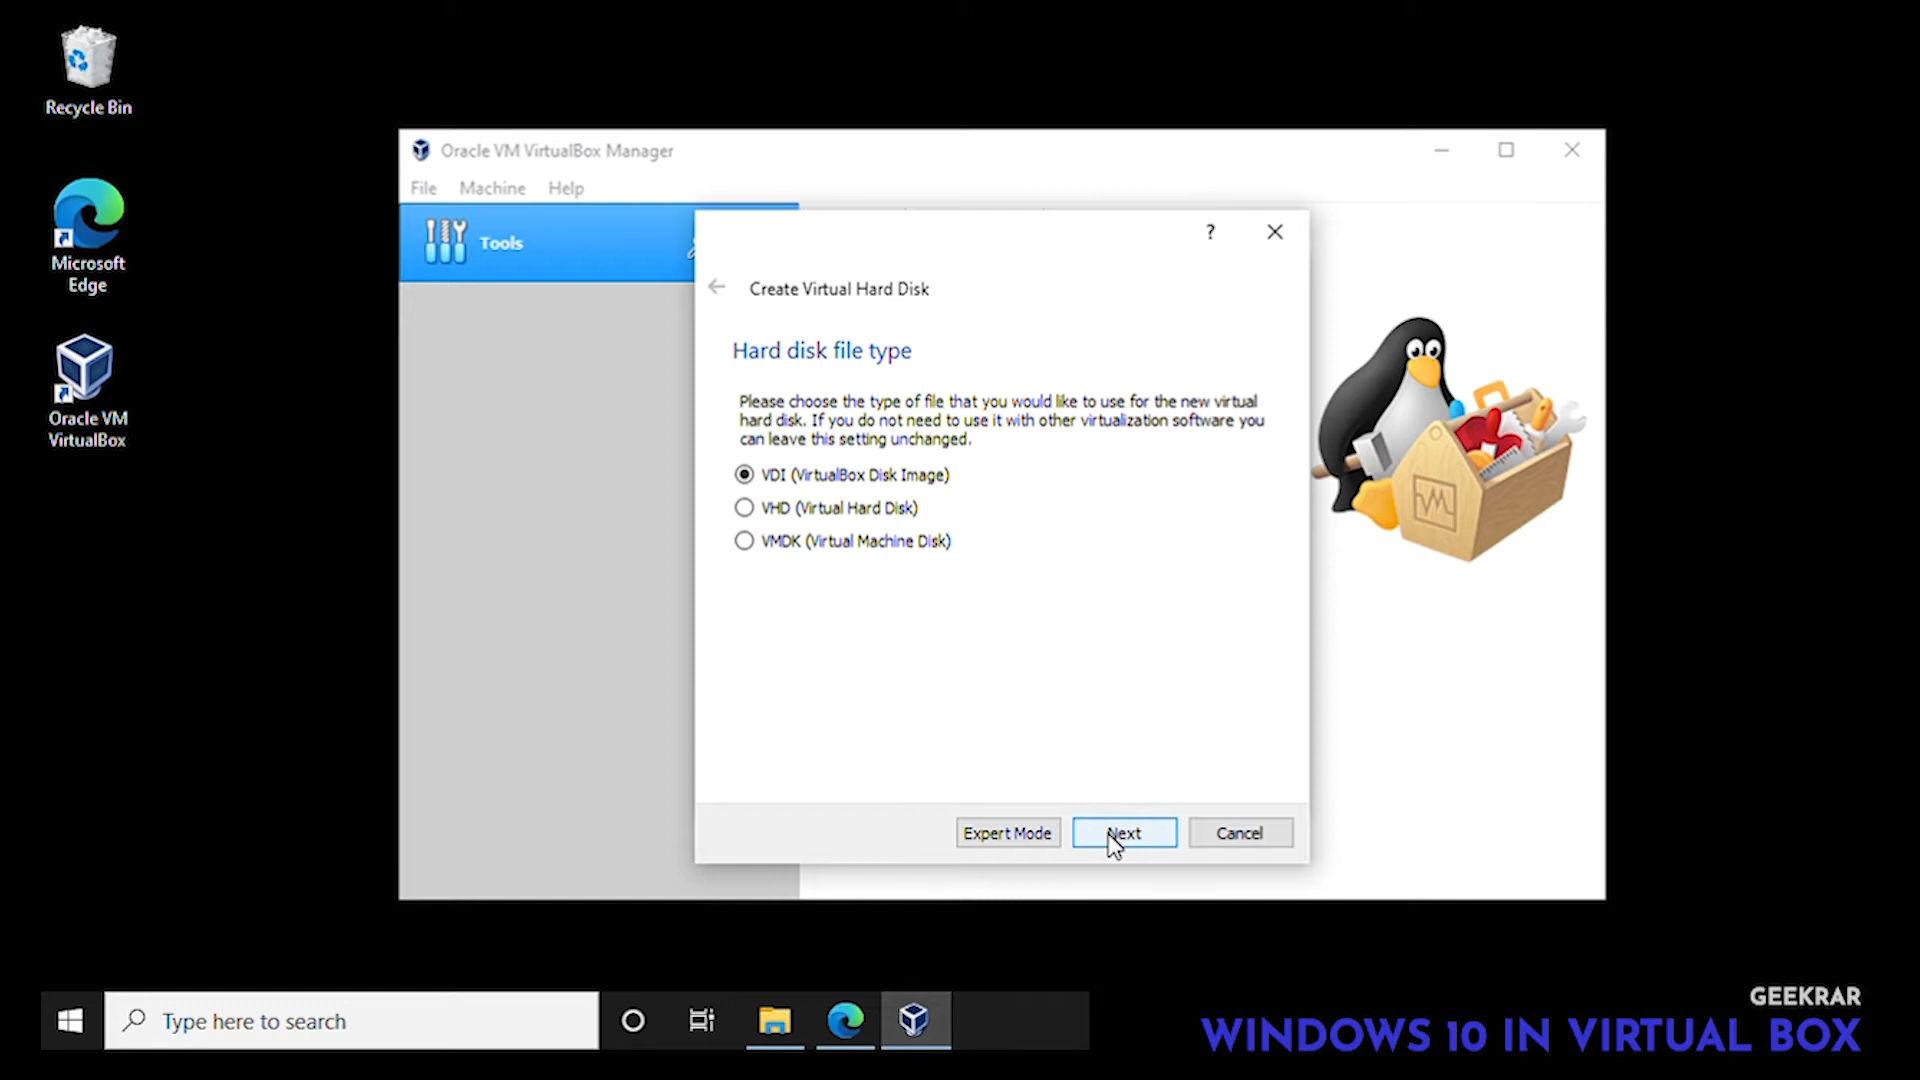 Recycle Bin
Microsoft
Edge
Oracle VM
VirtualBox
Oracle VM VirtualBox Manager
File Machine Help
Tools
?
Create Virtual Hard Disk
Hard disk file type
Please choose the type of file that you would like to use for the new virtual
hard disk. If you do not need to use it with other virtualization software you
can leave this setting unchanged.
VDI (VirtualBox Disk Image)
VHD (Virtual Hard Disk)
VMDK (Virtual Machine Disk)
Expert Mode Next Cancel
Type here to search
GEEKRAR
WINDOWS 10 IN VIRTUAL BOX